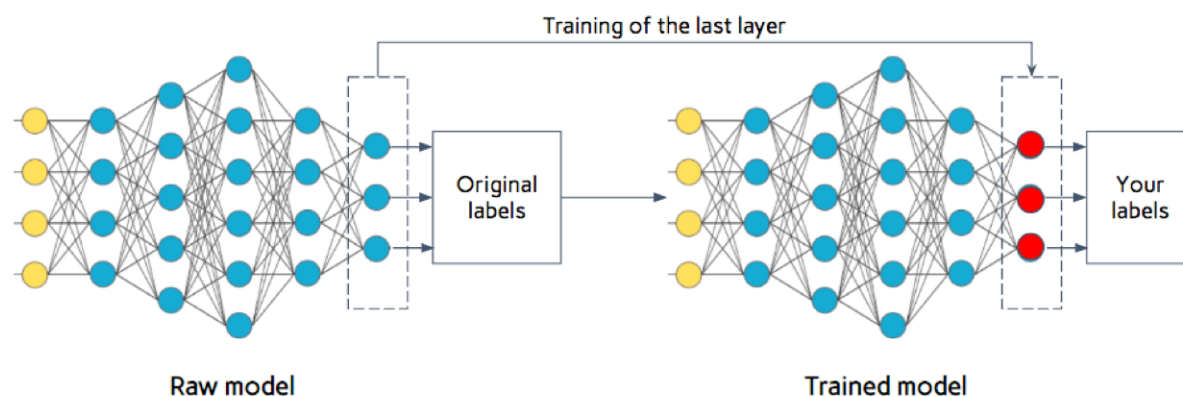 Training of the last layer
Original
labels
Your
labels
Raw model
Trained model